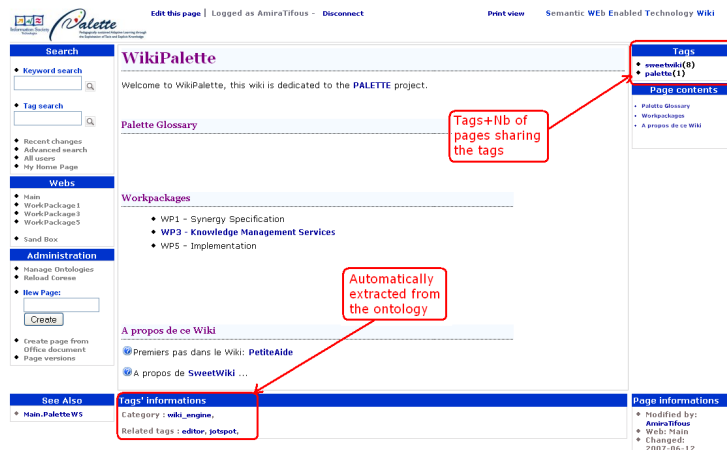 Edit this page | Logged as AmiraTifous - Disconnect
Print view
Semantic WEb Enabled Technology Wiki
Information Society
Technologies
Palette
Pedagogically sustained Adaptive Learning through
the Exploitation of Tacit and Explicit Knowledge
Search
Keyword search
Tag search
Recent changes
Advanced search
All users
My Home Page
Webs
Main
WorkPackage1
WorkPackage3
WorkPackage5
Sand Box
Administration
Manage Ontologies
Reload Corese
New Page:
Create
Create page from
Office document
Page versions
See Also
Main.PaletteWS
WikiPalette
Welcome to WikiPalette, this wiki is dedicated to the PALETTE project.
Palette Glossary
Tags+Nb of
pages sharing
the tags
Workpackages
WP1 - Synergy Specification
WP3 - Knowledge Management Services
WP5 - Implementation
Automatically
extracted from
the ontology
A propos de ce Wiki
Premiers pas dans le Wiki: PetiteAide
A propos de SweetWiki ...
Tags' informations
Category : wiki_engine,
Related tags : editor, jotspot,
Tags
sweetwiki(8)
palette(1)
Page contents
Palette Glossary
Workpackages
A propos de ce Wiki
Page informations
Modified by:
AmiraTifous
Web: Main
Changed:
2007-06-12